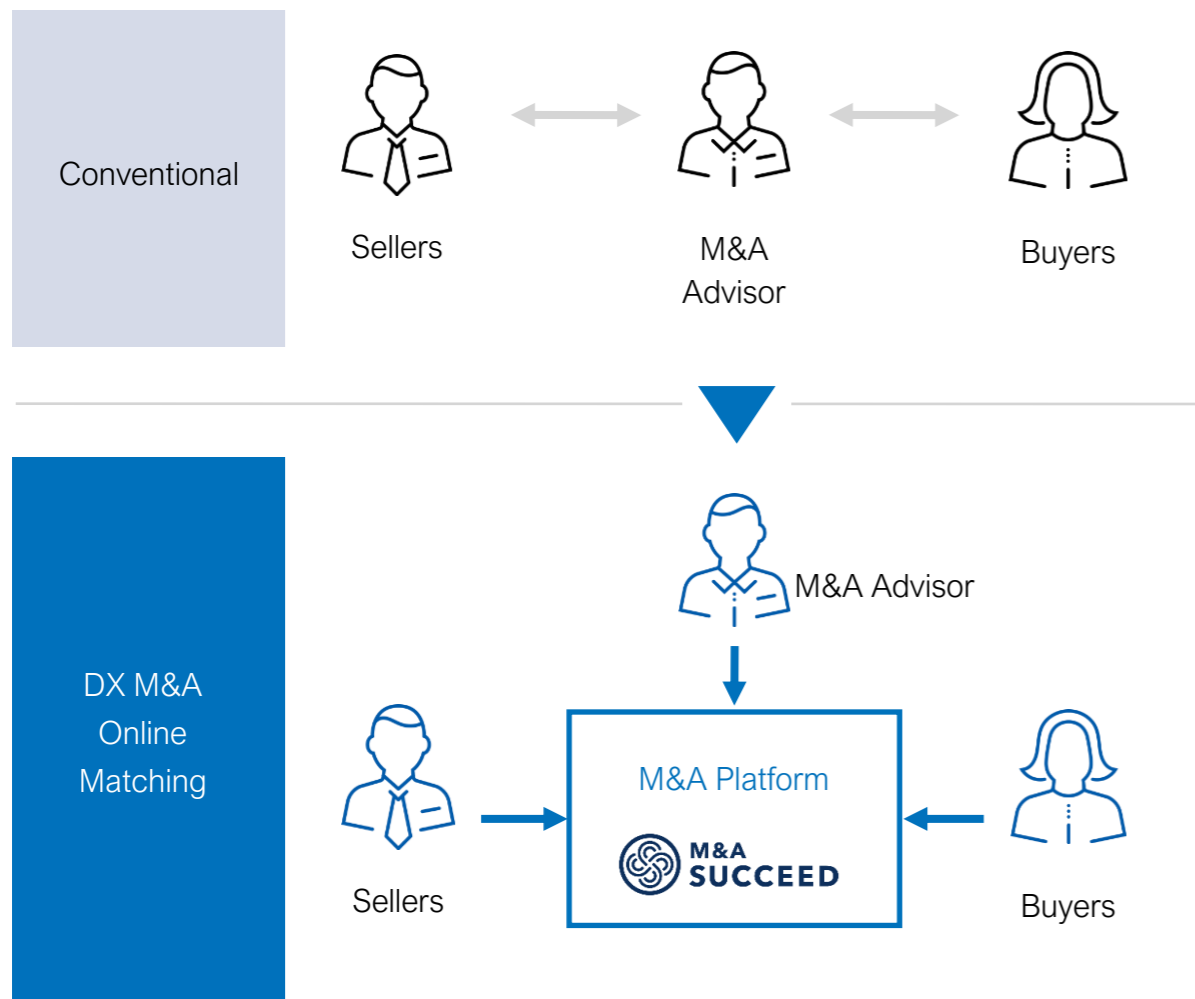 Conventional
Sellers
M&A
Advisor
Buyers
M&A Advisor
DX M&A
Online
Matching
M&A Platform
M&A
SUCCEED
Sellers
Buyers